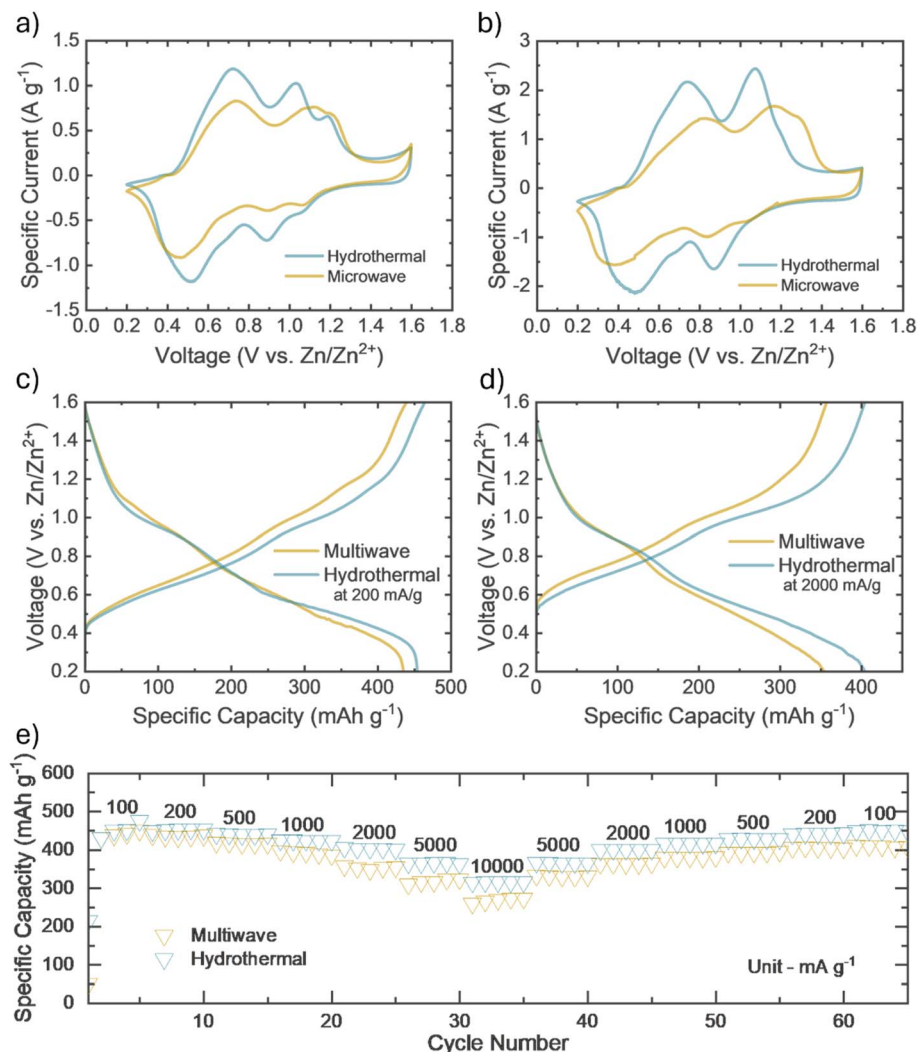 a)
1.5
1.0
0.5
0.0
-0.5
-1.0
-1.5
Specific Current (A g⁻¹)
Hydrothermal
Microwave
0.0 0.2 0.4 0.6 0.8 1.0 1.2 1.4 1.6 1.8
Voltage (V vs. Zn/Zn²⁺)
b)
3
2
1
0
-1
-2
Specific Current (A g⁻¹)
Hydrothermal
Microwave
0.0 0.2 0.4 0.6 0.8 1.0 1.2 1.4 1.6 1.8
Voltage (V vs. Zn/Zn²⁺)
c)
1.6
1.4
1.2
1.0
0.8
0.6
0.4
0.2
Voltage (V vs. Zn/Zn²⁺)
Multiwave
Hydrothermal
at 200 mA/g
0 100 200 300 400 500
Specific Capacity (mAh g⁻¹)
d)
1.6
1.4
1.2
1.0
0.8
0.6
0.4
0.2
Voltage (V vs. Zn/Zn²⁺)
Multiwave
Hydrothermal
at 2000 mA/g
0 100 200 300 400
Specific Capacity (mAh g⁻¹)
e)
600
500
400
300
200
100
0
Specific Capacity (mAh g⁻¹)
100 200 500 1000 2000 5000 10000 5000 2000 1000 500 200 100
Multiwave
Hydrothermal
Unit – mA g⁻¹
10 20 30 40 50 60
Cycle Number